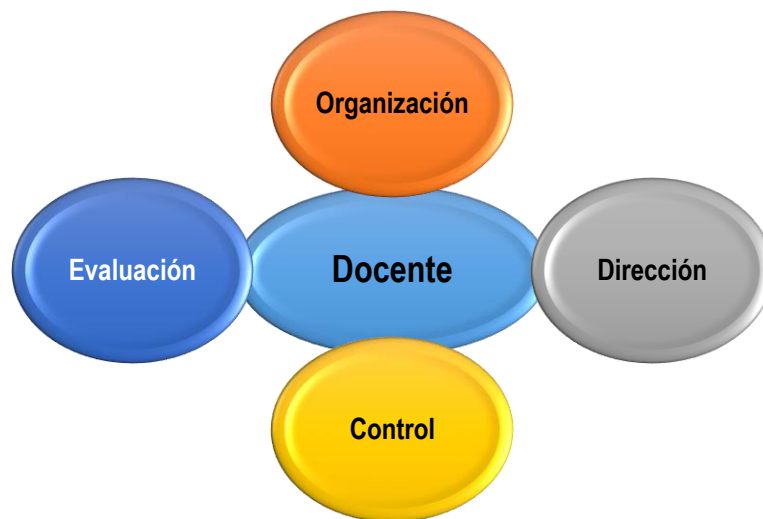 Organización
Evaluación
Docente
Dirección
Control